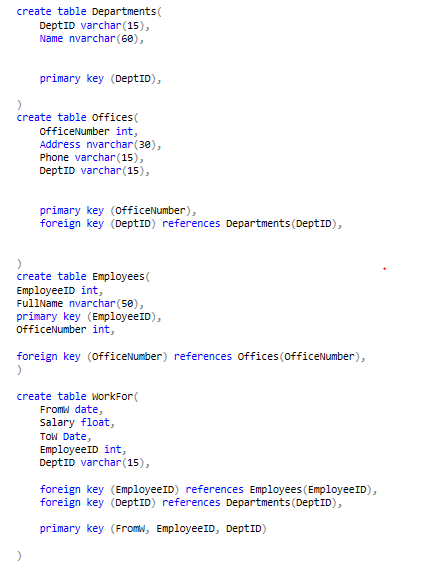 create table Departments(
DeptID varchar(15),
Name nvarchar(60),
primary key (DeptID),
)
create table Offices(
OfficeNumber int,
Address nvarchar(30),
Phone varchar(15),
DeptID varchar(15),
primary key (OfficeNumber),
foreign key (DeptID) references Departments(DeptID),
)
create table Employees(
EmployeeID int,
FullName nvarchar(50),
primary key (EmployeeID),
OfficeNumber int,
foreign key (OfficeNumber) references Offices(OfficeNumber),
)
create table WorkFor(
FromW date,
Salary float,
ToW Date,
EmployeeID int,
DeptID varchar(15),
foreign key (EmployeeID) references Employees(EmployeeID),
foreign key (DeptID) references Departments(DeptID),
primary key (FromW, EmployeeID, DeptID)
)